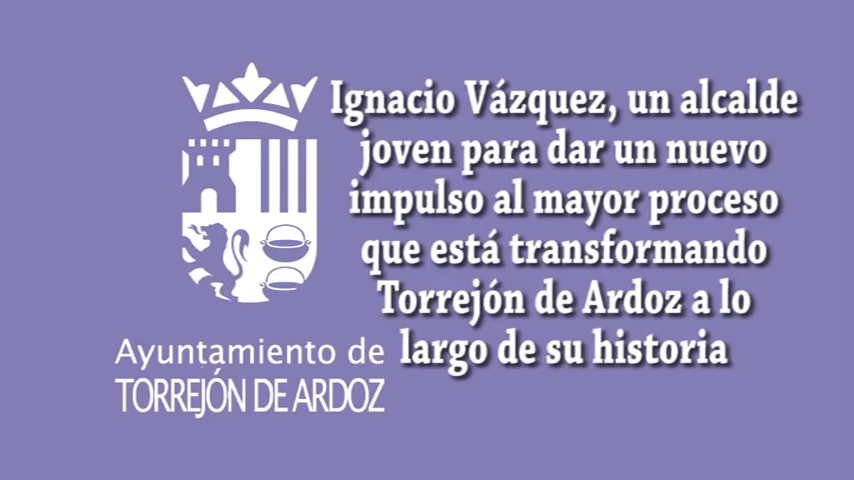 Ignacio Vázquez, un alcalde
joven para dar un nuevo
impulso al mayor proceso
que está transformando
Torrejón de Ardoz a lo
largo de su historia
Ayuntamiento de
TORREJÓN DE ARDOZ